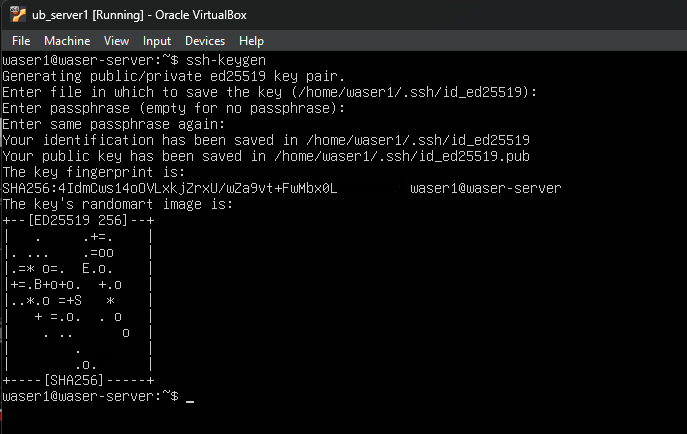 ub_server1 [Running] - Oracle VirtualBox
File Machine View Input Devices Help
waser1@waser-server:~$ ssh-keygen
Generating public/private ed25519 key pair.
Enter file in which to save the key (/home/waser1/.ssh/id_ed25519):
Enter passphrase (empty for no passphrase):
Enter same passphrase again:
Your identification has been saved in /home/waser1/.ssh/id_ed25519
Your public key has been saved in /home/waser1/.ssh/id_ed25519.pub
The key fingerprint is:
SHA256:4IdmCws14oOVLxkjZrxU/wZa9vt+FwMbx0L waser1@waser-server
The key's randomart image is:
+--[ED25519 256]--+
|   .     .+=.    |
|. ...    .=oo    |
|.=* o=.  E.o.    |
|+=.B+o+o.  +.o   |
|..*.o =+S   *    |
|   + =.o.  . o   |
|    . ..      o  |
|        .        |
|        .o.      |
+----[SHA256]-----+
waser1@waser-server:~$ _